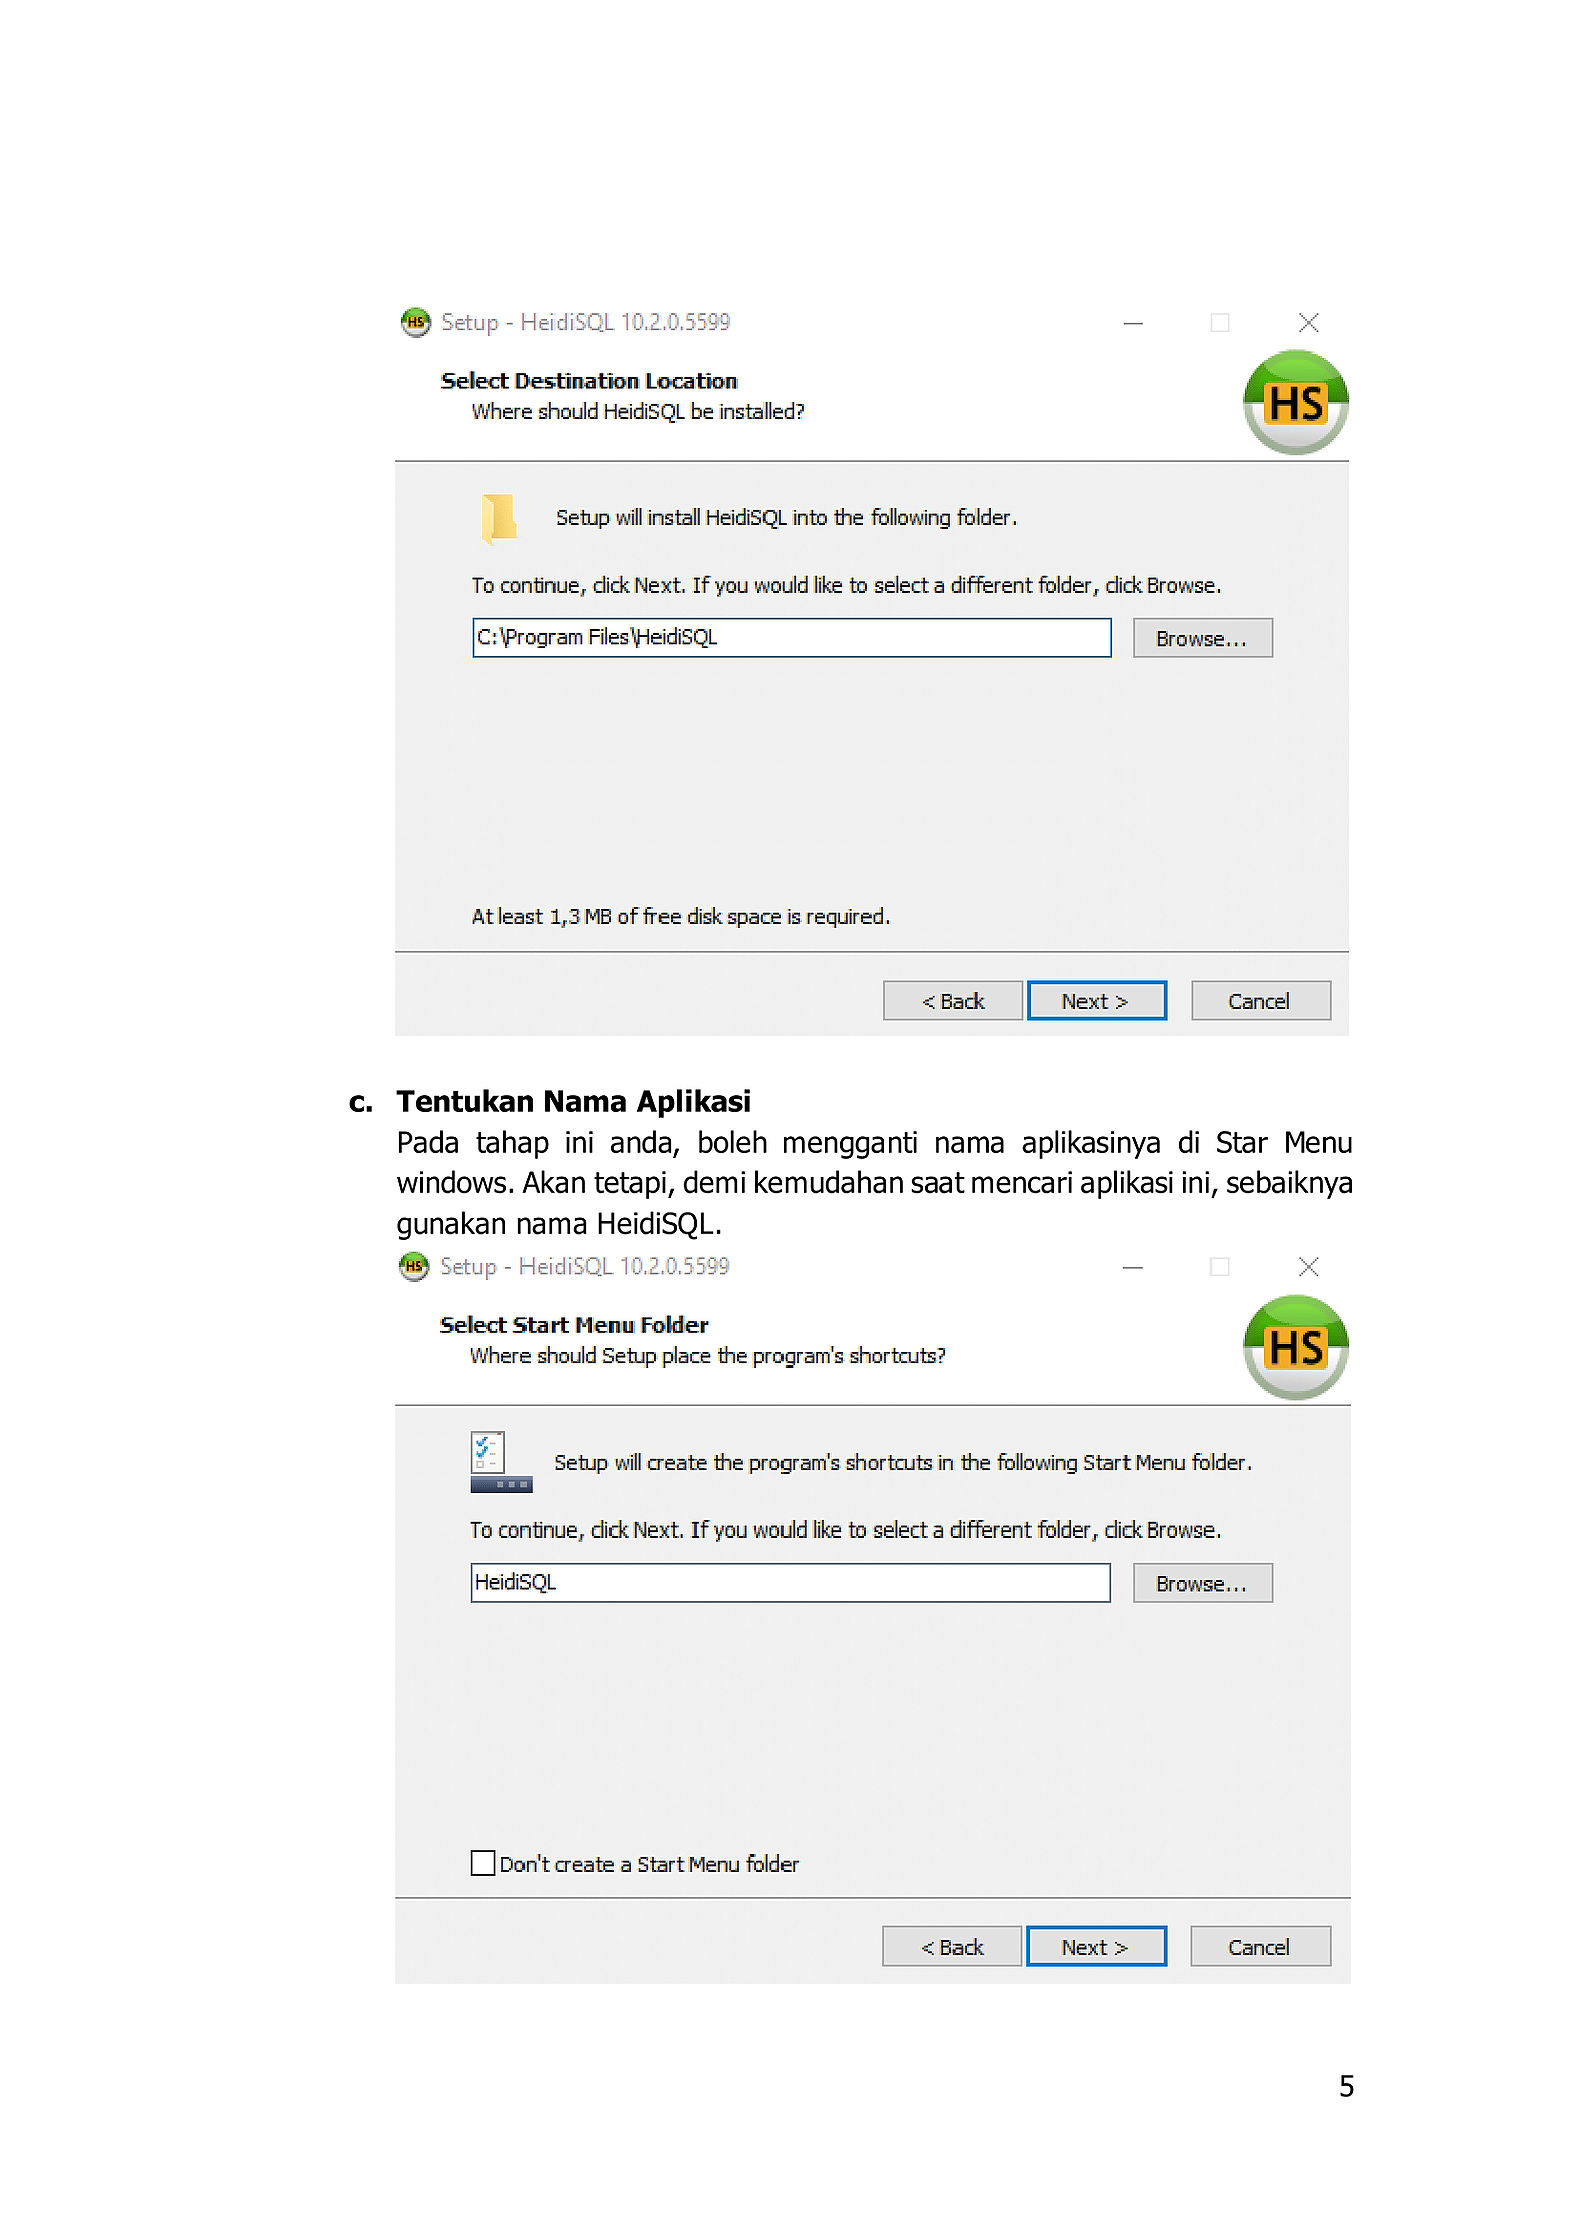 HS Setup - HeidiSQL 10.2.0.5599
Select Destination Location
Where should HeidiSQL be installed?
HS
Setup will install HeidiSQL into the following folder.
To continue, click Next. If you would like to select a different folder, click Browse.
C:\Program Files\HeidiSQL Browse...
At least 1,3 MB of free disk space is required.
< Back Next > Cancel
c. Tentukan Nama Aplikasi
Pada tahap ini anda, boleh mengganti nama aplikasinya di Star Menu
windows. Akan tetapi, demi kemudahan saat mencari aplikasi ini, sebaiknya
gunakan nama HeidiSQL.
HS Setup - HeidiSQL 10.2.0.5599
Select Start Menu Folder
Where should Setup place the program's shortcuts?
HS
Setup will create the program's shortcuts in the following Start Menu folder.
To continue, click Next. If you would like to select a different folder, click Browse.
HeidiSQL Browse...
Don't create a Start Menu folder
< Back Next > Cancel
5